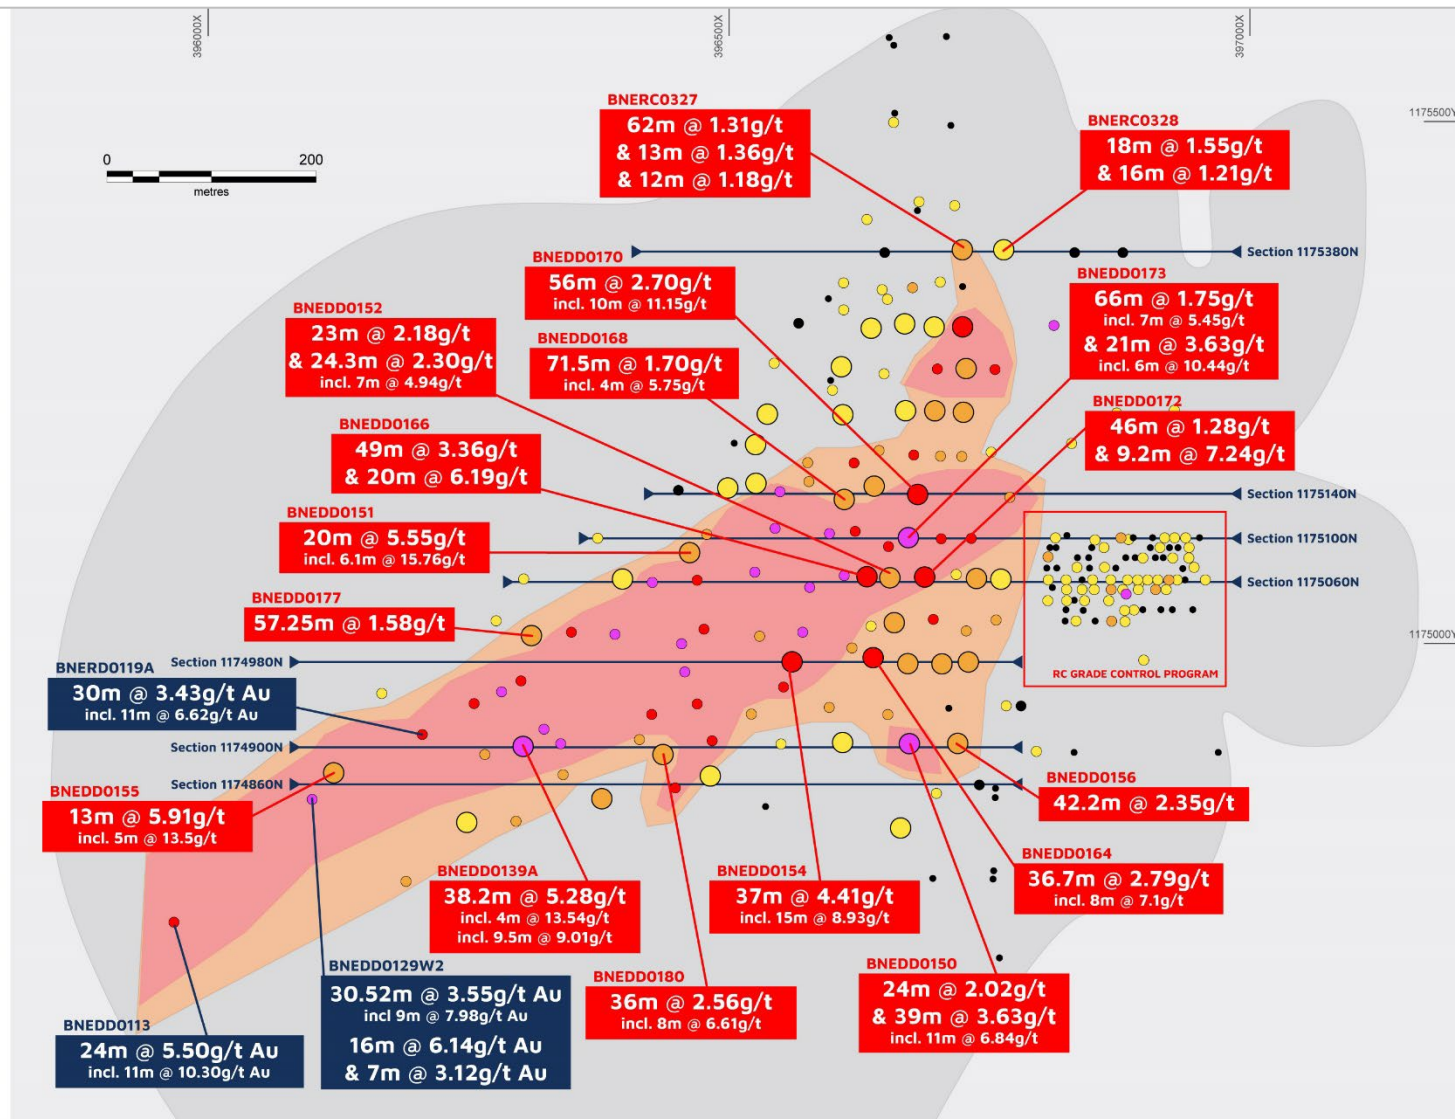 396000X
396500X
397000X
1175500Y
0 200
metres
BNERC0327
62m @ 1.31g/t
& 13m @ 1.36g/t
& 12m @ 1.18g/t
BNERC0328
18m @ 1.55g/t
& 16m @ 1.21g/t
Section 1175380N
BNEDD0170
56m @ 2.70g/t
incl. 10m @ 11.15g/t
BNEDD0173
66m @ 1.75g/t
incl. 7m @ 5.45g/t
& 21m @ 3.63g/t
incl. 6m @ 10.44g/t
BNEDD0152
23m @ 2.18g/t
& 24.3m @ 2.30g/t
incl. 7m @ 4.94g/t
BNEDD0168
71.5m @ 1.70g/t
incl. 4m @ 5.75g/t
BNEDD0172
46m @ 1.28g/t
& 9.2m @ 7.24g/t
BNEDD0166
49m @ 3.36g/t
& 20m @ 6.19g/t
Section 1175140N
BNEDD0151
20m @ 5.55g/t
incl. 6.1m @ 15.76g/t
Section 1175100N
Section 1175060N
BNEDD0177
57.25m @ 1.58g/t
1175000Y
RC GRADE CONTROL PROGRAM
Section 1174980N
BNERD0119A
30m @ 3.43g/t Au
incl. 11m @ 6.62g/t Au
Section 1174900N
Section 1174860N
BNEDD0155
13m @ 5.91g/t
incl. 5m @ 13.5g/t
BNEDD0156
42.2m @ 2.35g/t
BNEDD0139A
38.2m @ 5.28g/t
incl. 4m @ 13.54g/t
incl. 9.5m @ 9.01g/t
BNEDD0154
37m @ 4.41g/t
incl. 15m @ 8.93g/t
BNEDD0164
36.7m @ 2.79g/t
incl. 8m @ 7.1g/t
BNEDD0129W2
30.52m @ 3.55g/t Au
incl 9m @ 7.98g/t Au
16m @ 6.14g/t Au
& 7m @ 3.12g/t Au
BNEDD0180
36m @ 2.56g/t
incl. 8m @ 6.61g/t
BNEDD0150
24m @ 2.02g/t
& 39m @ 3.63g/t
incl. 11m @ 6.84g/t
BNEDD0113
24m @ 5.50g/t Au
incl. 11m @ 10.30g/t Au